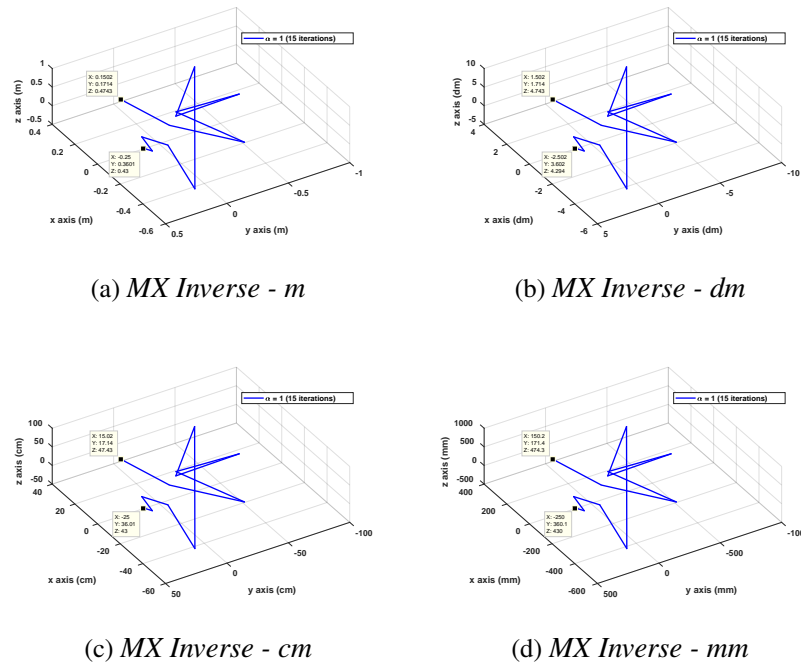 α = 1 (15 iterations)
X: 0.1502
Y: 0.1714
Z: 0.4743
X: -0.25
Y: 0.3601
Z: 0.43
z axis (m)
1
0.5
0
-0.5
0.4
0.2
0
-0.2
-0.4
-0.6
x axis (m)
0.5
0
-0.5
-1
y axis (m)
(a) MX Inverse - m
α = 1 (15 iterations)
X: 1.502
Y: 1.714
Z: 4.743
X: -2.502
Y: 3.602
Z: 4.294
z axis (dm)
10
5
0
-5
4
2
0
-2
-4
-6
x axis (dm)
5
0
-5
-10
y axis (dm)
(b) MX Inverse - dm
α = 1 (15 iterations)
X: 15.02
Y: 17.14
Z: 47.43
X: -25
Y: 36.01
Z: 43
z axis (cm)
100
50
0
-50
40
20
0
-20
-40
-60
x axis (cm)
50
0
-50
-100
y axis (cm)
(c) MX Inverse - cm
α = 1 (15 iterations)
X: 150.2
Y: 171.4
Z: 474.3
X: -250
Y: 360.1
Z: 430
z axis (mm)
1000
500
0
-500
400
200
0
-200
-400
-600
x axis (mm)
500
0
-500
y axis (mm)
(d) MX Inverse - mm